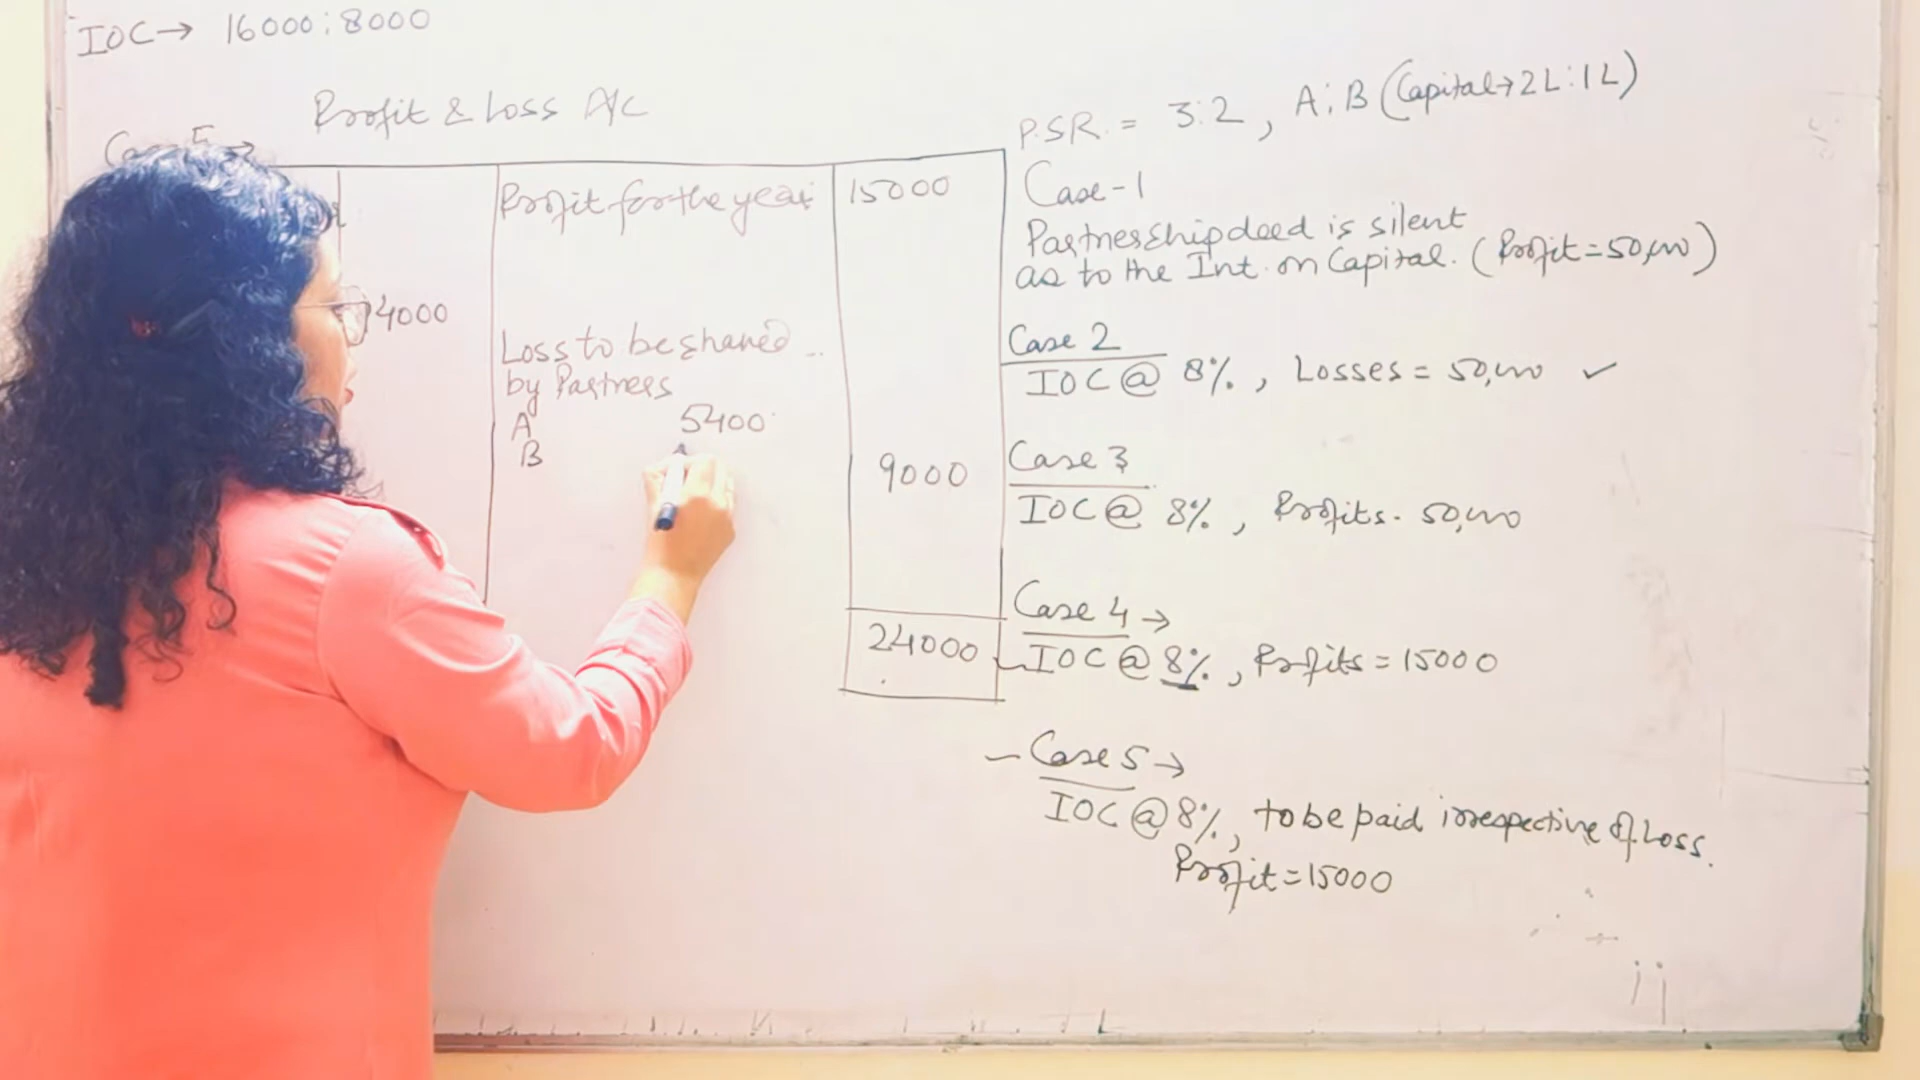 IOC → 16000:8000
Profit & Loss A/C
Profit for the year 15000
4000
Loss to be shared
by Partners
A 5400
B
9000
24000
P.S.R. = 3:2, A:B (Capital→2L:1L)
Case-1
Partnership deed is silent
as to the Int. on Capital. (Profit=50,000)
Case 2
IOC@ 8%, Losses = 50,000 ✓
Case 3
IOC@ 8%, Profits. 50,000
Case 4 →
IOC@ 8%, Profits = 15000
- Case 5 →
IOC@ 8%, to be paid irrespective of Loss.
Profit = 15000